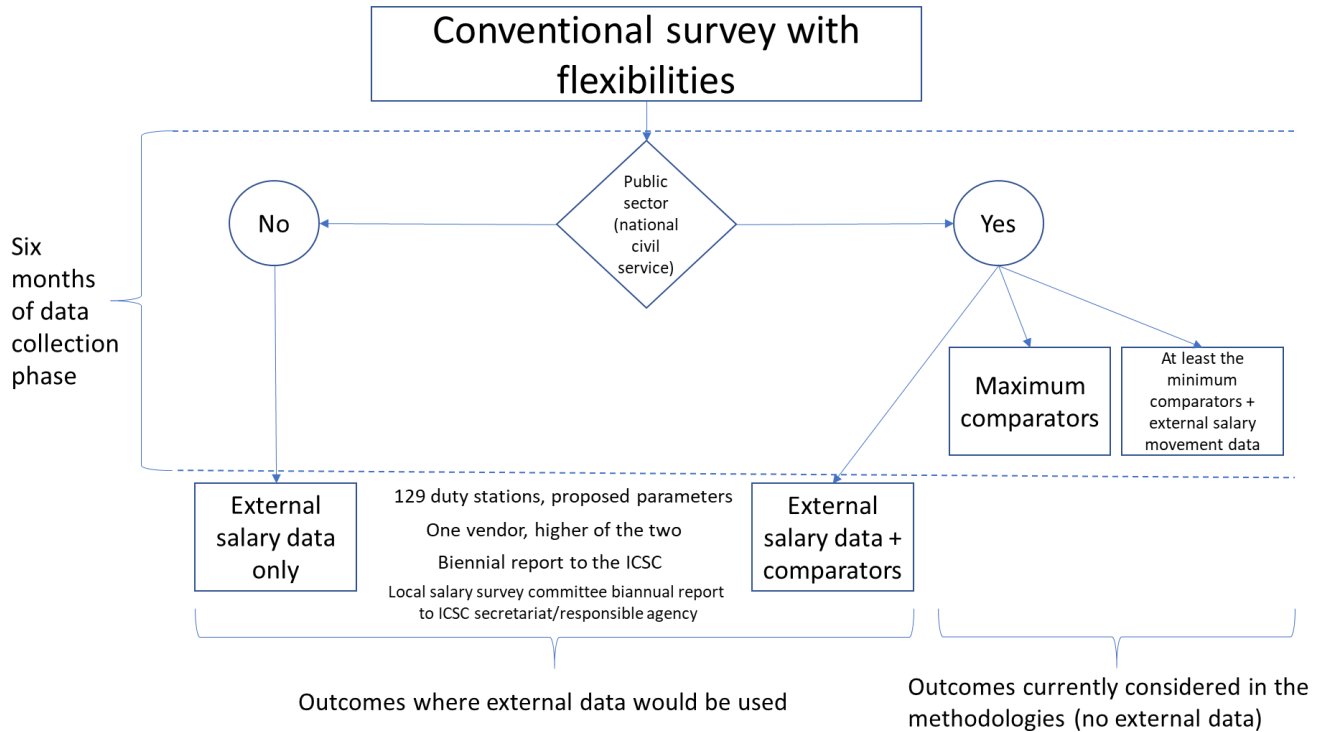 Conventional survey with
flexibilities
Public
sector
(national
civil
service)
No
Yes
Six
months
of data
collection
phase
Maximum
comparators
At least the
minimum
comparators +
external salary
movement data
External
salary data
only
129 duty stations, proposed parameters
One vendor, higher of the two
Biennial report to the ICSC
Local salary survey committee biannual report
to ICSC secretariat/responsible agency
External
salary data +
comparators
Outcomes where external data would be used
Outcomes currently considered in the
methodologies (no external data)